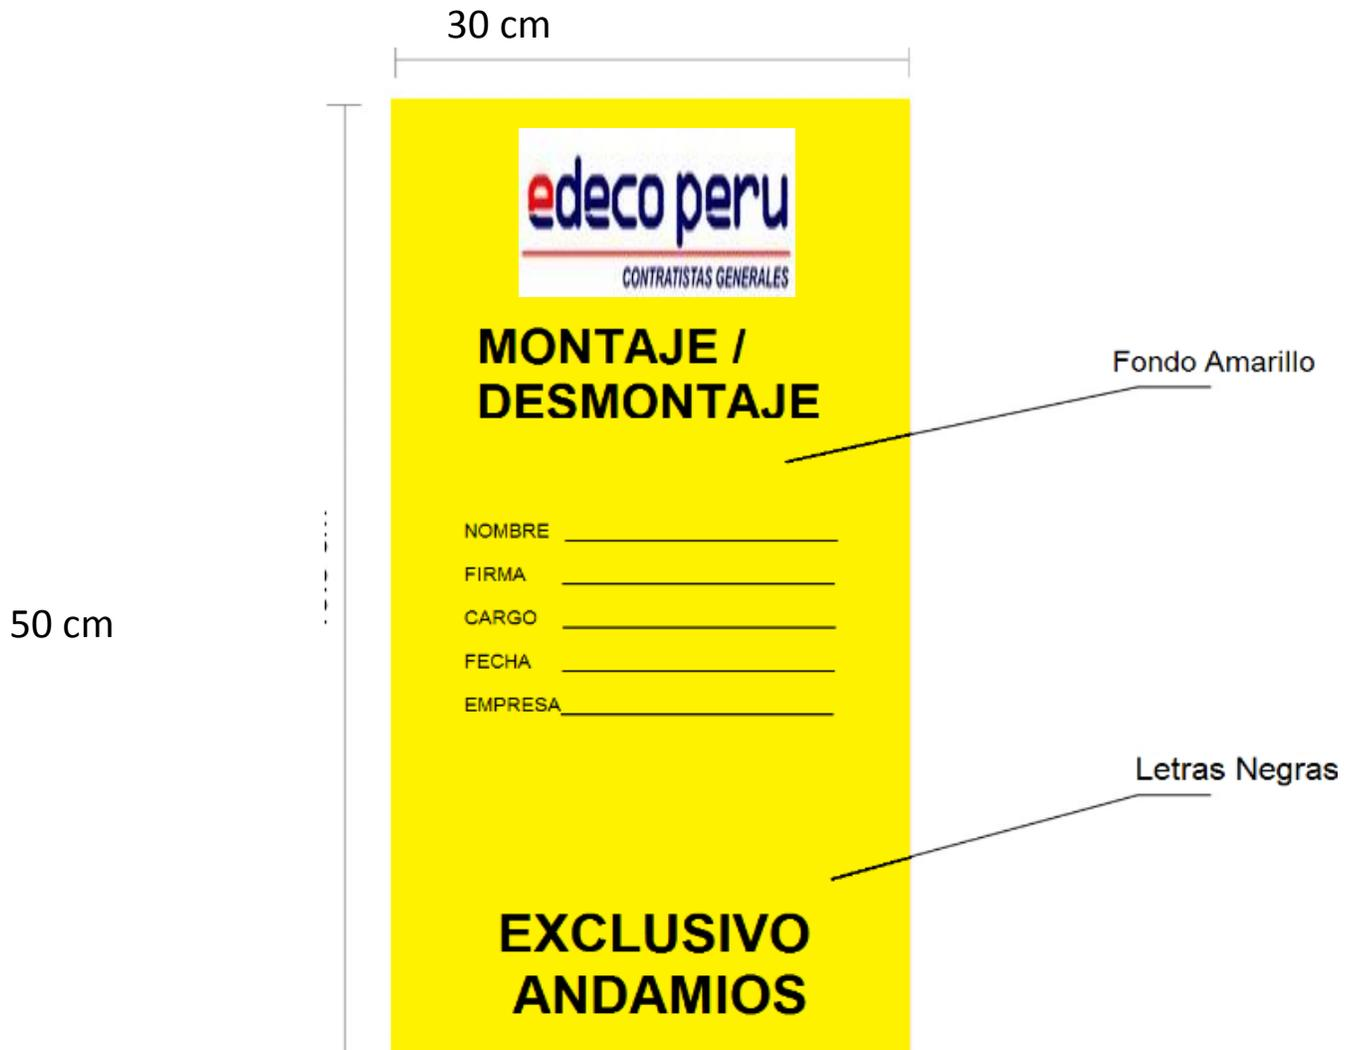 30 cm
edeco peru
CONTRATISTAS GENERALES
MONTAJE /
DESMONTAJE
Fondo Amarillo
NOMBRE
FIRMA
CARGO
FECHA
EMPRESA
50 cm
Letras Negras
EXCLUSIVO
ANDAMIOS